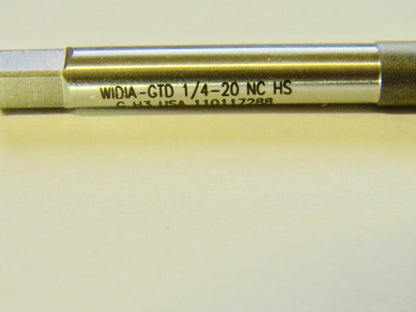 WIDIA-GTD 1/4-20 NC HS
G H3 USA 110117288